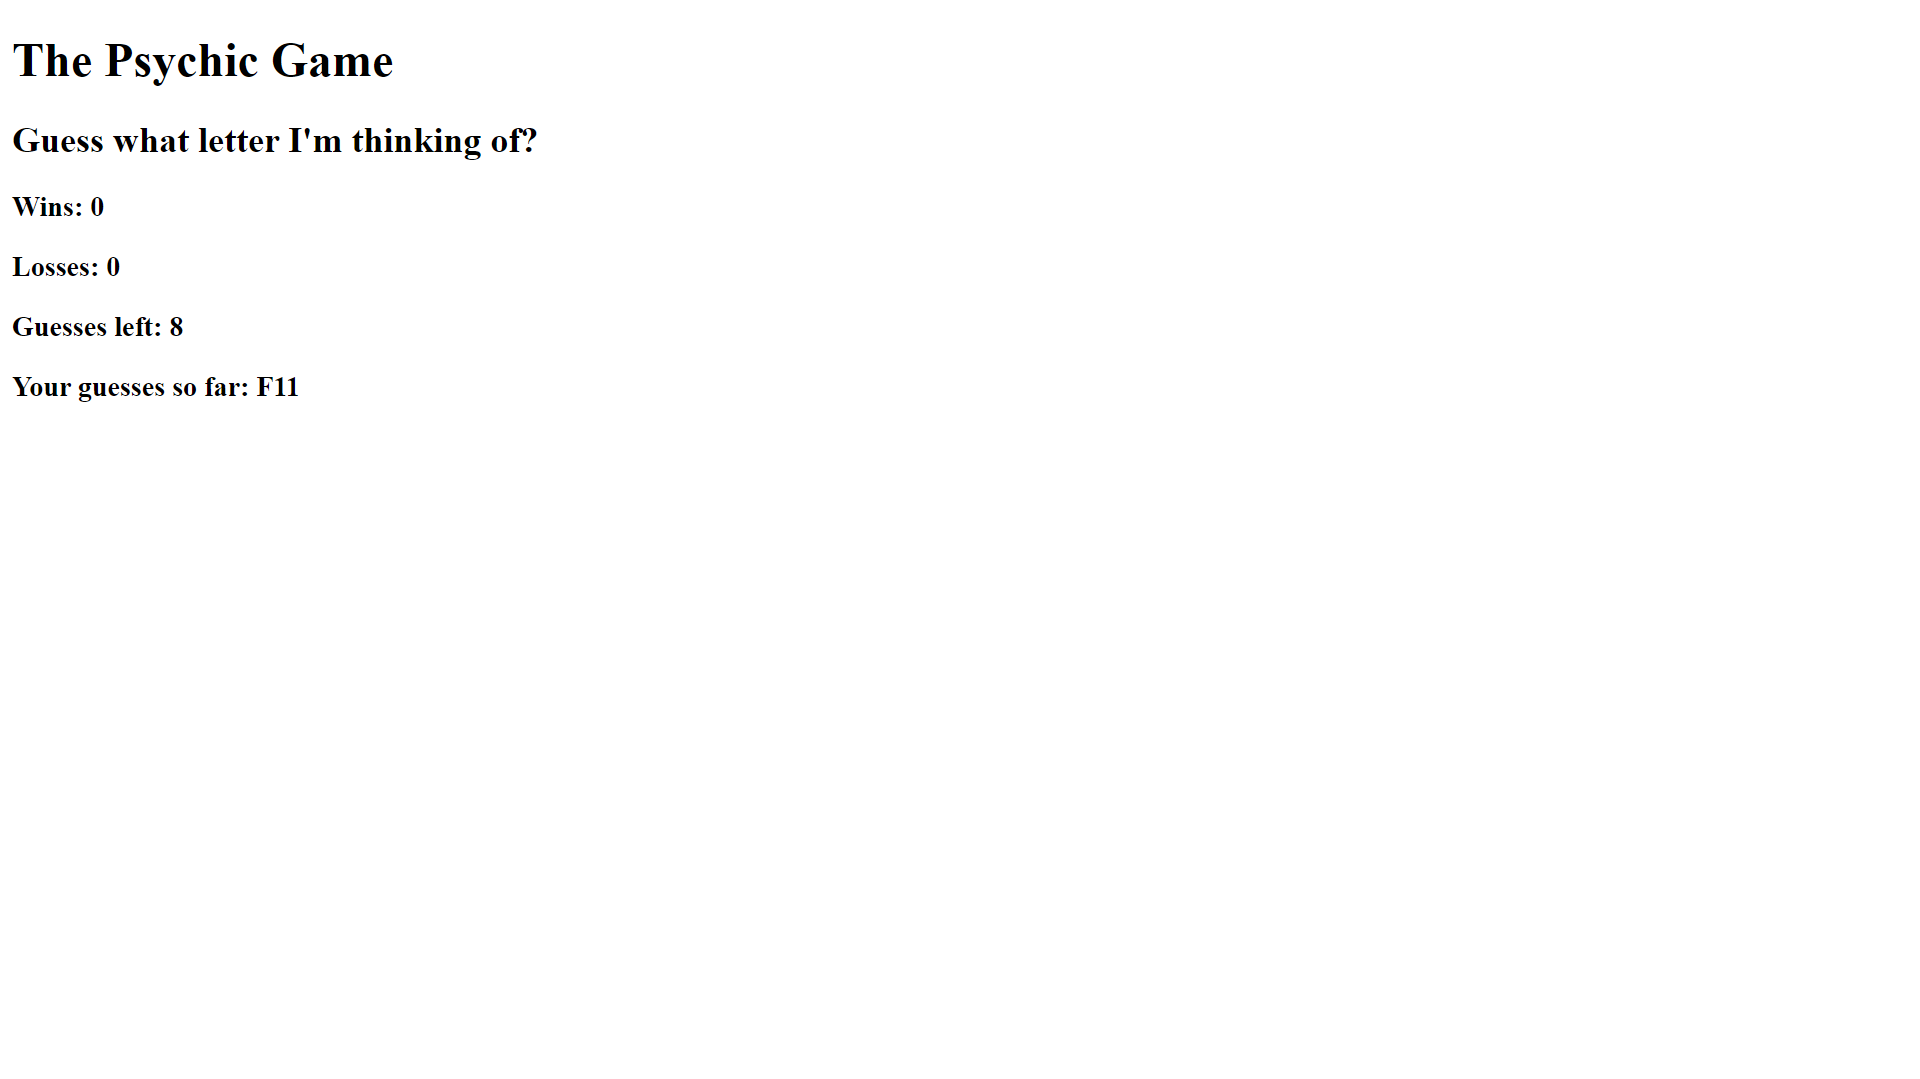 The Psychic Game
Guess what letter I'm thinking of?
Wins: 0
Losses: 0
Guesses left: 8
Your guesses so far: F11